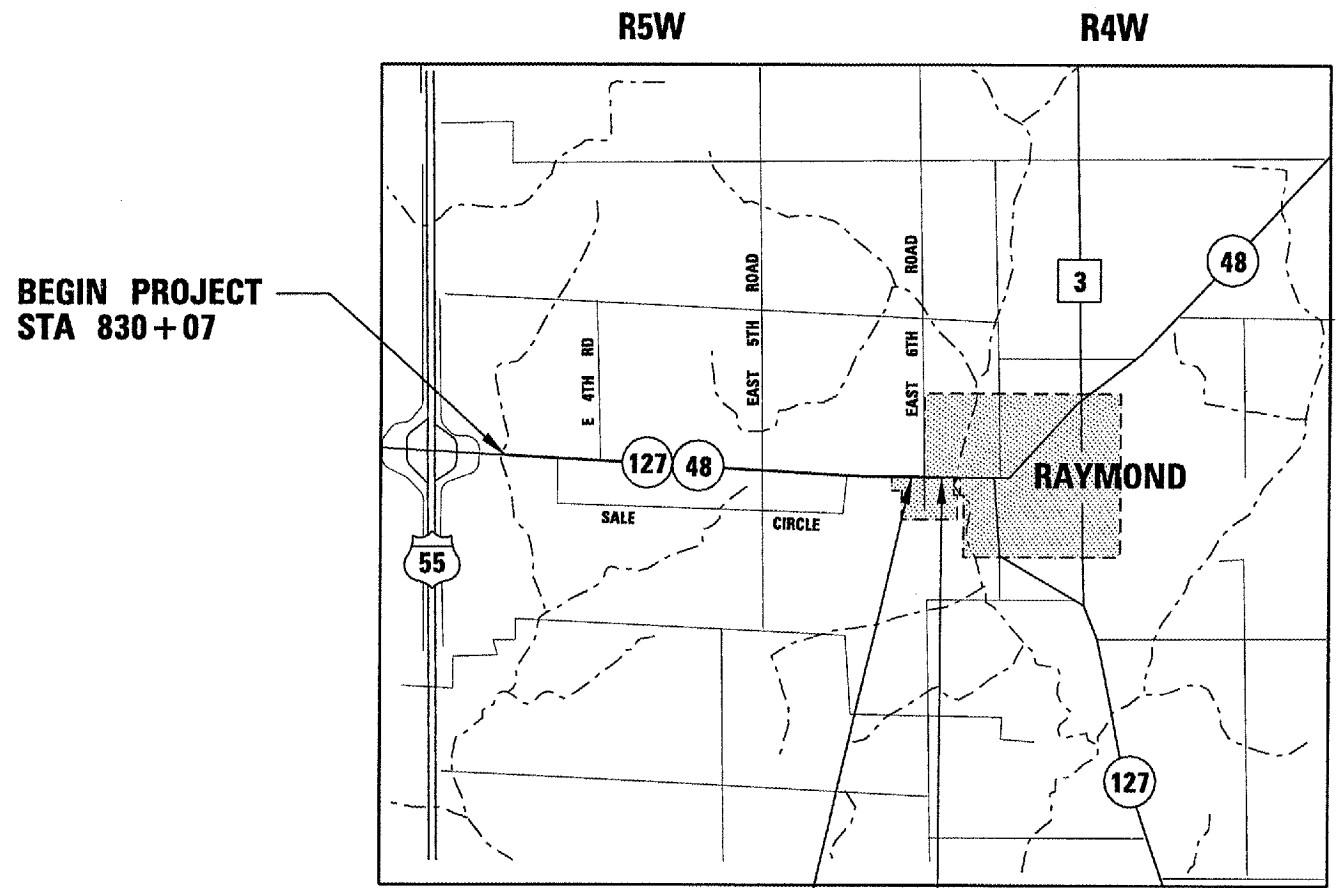 R5W
R4W
BEGIN PROJECT
STA 830+07
E 4TH RD
EAST 5TH ROAD
EAST 6TH ROAD
3
48
127
48
RAYMOND
SALE CIRCLE
55
127